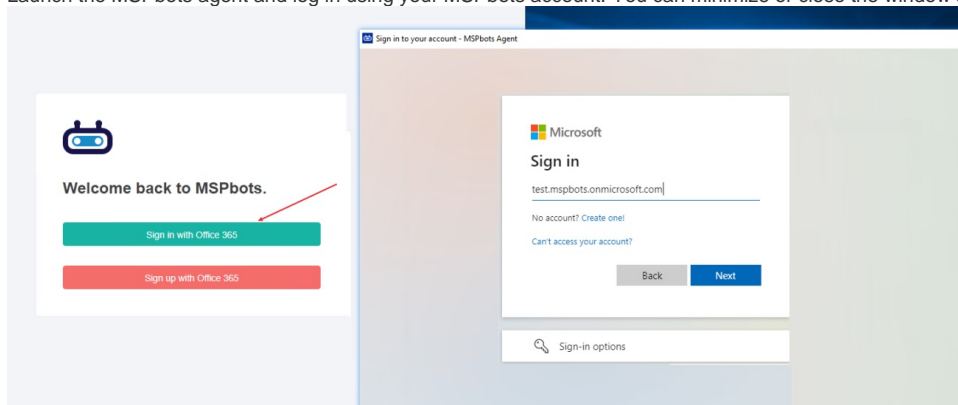 Launch the MSPbots agent and log in using your MSPbots account. You can minimize or close the window
Sign in to your account - MSPbots Agent
Welcome back to MSPbots.
Sign in with Office 365
Sign up with Office 365
Microsoft
Sign in
test.mspbots.onmicrosoft.com
No account? Create one!
Can't access your account?
Back Next
Sign-in options